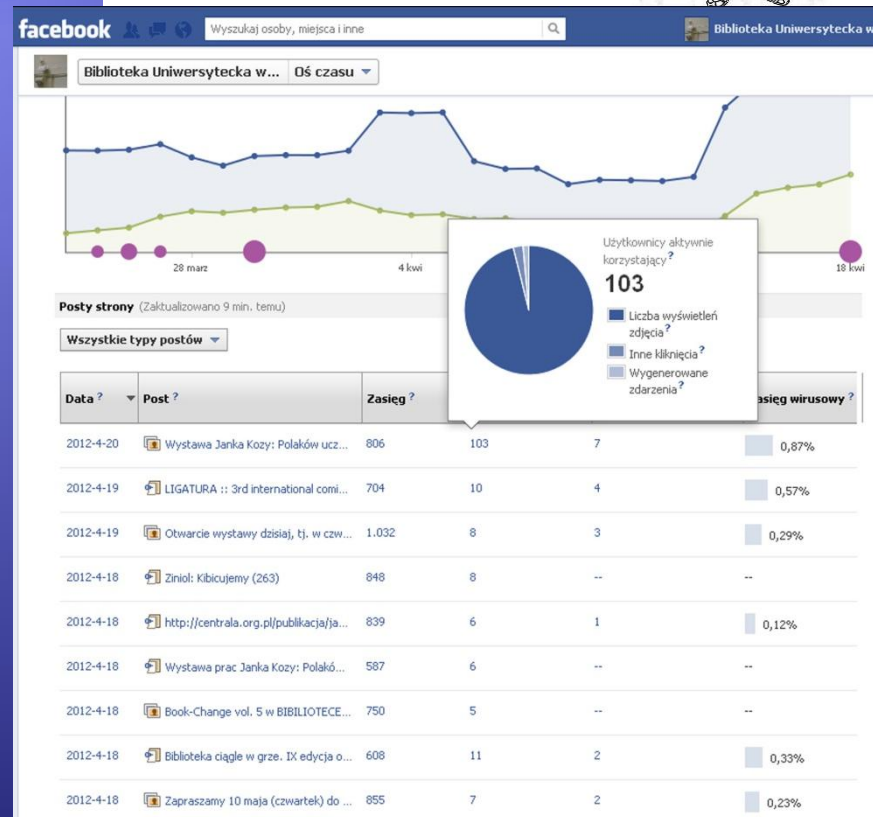 facebook Wyszukaj osoby, miejsca i inne Biblioteka Uniwersytecka w
Biblioteka Uniwersytecka w... Oś czasu
28 marz 4 kwi 18 kwi
Użytkownicy aktywnie
korzystający ?
103
Liczba wyświetleń
zdjęcia ?
Inne kliknięcia ?
Wygenerowane
zdarzenia ?
Posty strony (Zaktualizowano 9 min. temu)
Wszystkie typy postów
Data ? Post ? Zasięg ? asięg wirusowy ?
2012-4-20 Wystawa Janka Kozy: Polaków ucz... 806 103 7 0,87%
2012-4-19 LIGATURA :: 3rd international comi... 704 10 4 0,57%
2012-4-19 Otwarcie wystawy dzisiaj, tj. w czw... 1.032 8 3 0,29%
2012-4-18 Ziniol: Kibicujemy (263) 848 8 -- --
2012-4-18 http://centrala.org.pl/publikacja/ja... 839 6 1 0,12%
2012-4-18 Wystawa prac Janka Kozy: Polakó... 587 6 -- --
2012-4-18 Book-Change vol. 5 w BIBILIOTECE... 750 5 -- --
2012-4-18 Biblioteka ciągle w grze. IX edycja o... 608 11 2 0,33%
2012-4-18 Zapraszamy 10 maja (czwartek) do ... 855 7 2 0,23%